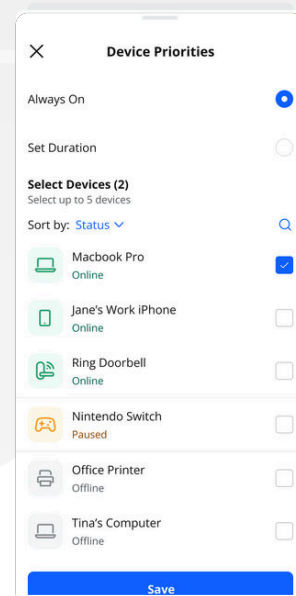 Device Priorities
Always On
Set Duration
Select Devices (2)
Select up to 5 devices
Sort by: Status
Macbook Pro
Online
Jane's Work iPhone
Online
Ring Doorbell
Online
Nintendo Switch
Paused
Office Printer
Offline
Tina's Computer
Offline
Save